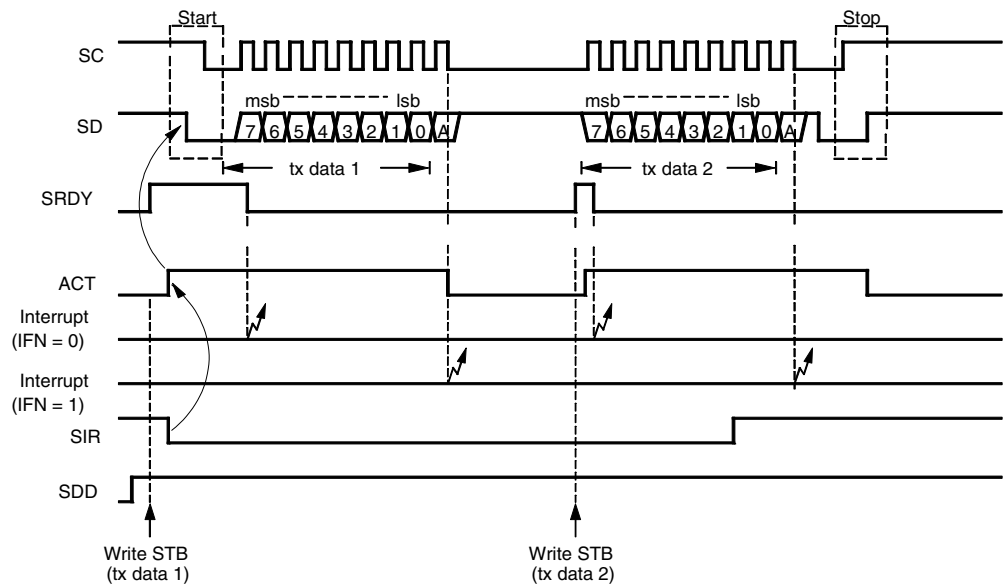 Start
Stop
SC
msb lsb
msb lsb
SD
7 6 5 4 3 2 1 0 A
7 6 5 4 3 2 1 0 A
tx data 1
tx data 2
SRDY
ACT
Interrupt
(IFN = 0)
Interrupt
(IFN = 1)
SIR
SDD
Write STB
(tx data 1)
Write STB
(tx data 2)